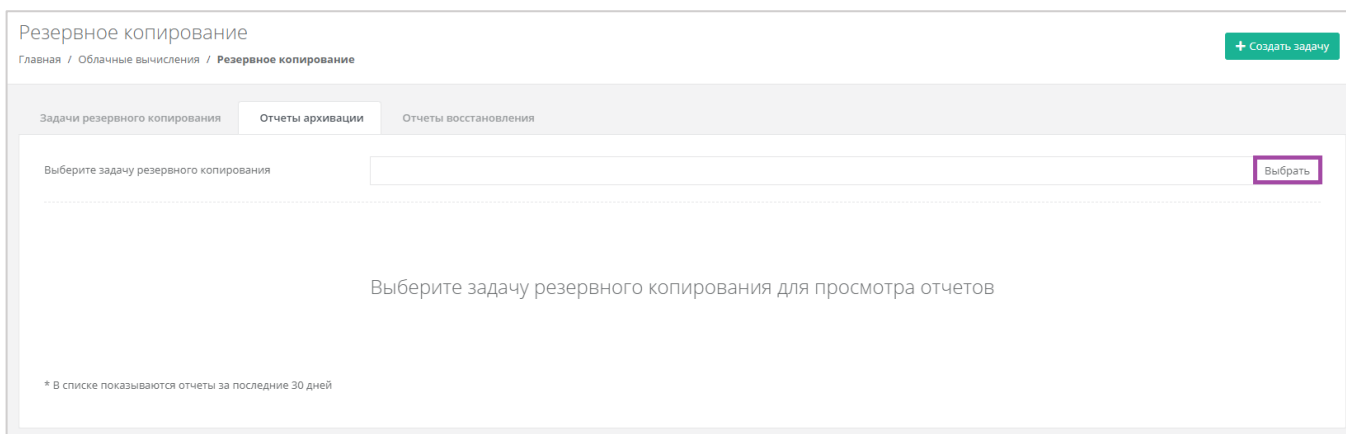 Резервное копирование
+ Создать задачу
Главная / Облачные вычисления / Резервное копирование
Задачи резервного копирования Отчеты архивации Отчеты восстановления
Выберите задачу резервного копирования Выбрать
Выберите задачу резервного копирования для просмотра отчетов
* В списке показываются отчеты за последние 30 дней